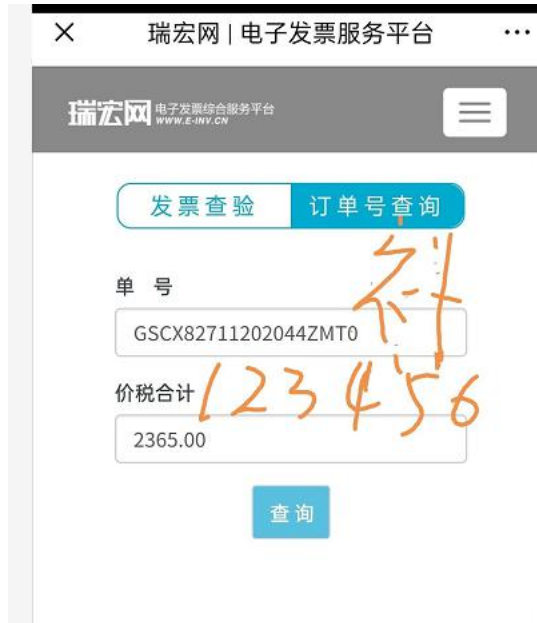 瑞宏网 | 电子发票服务平台
瑞宏网 电子发票综合服务平台
WWW.E-INV.CN
发票查验 订单号查询
单 号
GSCX82711202044ZMT0
价税合计
123456
2365.00
查询